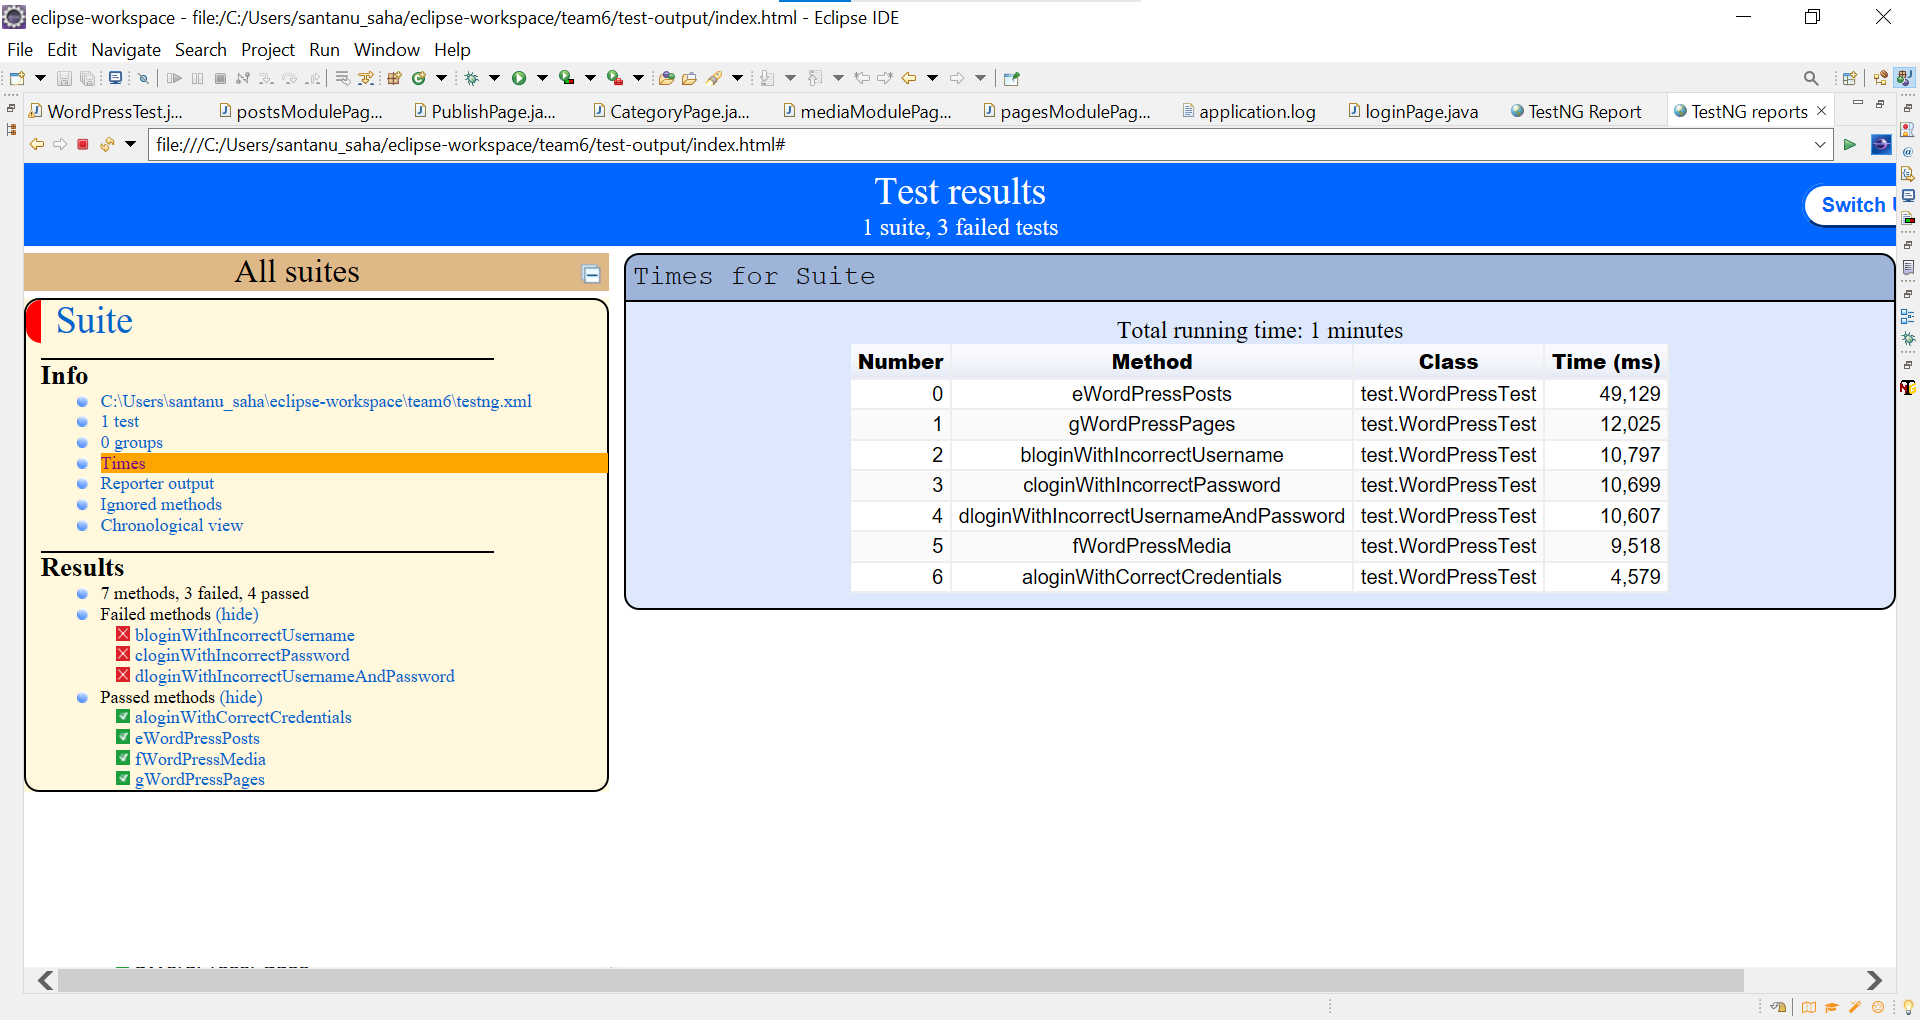 eclipse-workspace - file:/C:/Users/santanu_saha/eclipse-workspace/team6/test-output/index.html - Eclipse IDE
File Edit Navigate Search Project Run Window Help
WordPressTest.j... postsModulePag... PublishPage.ja... CategoryPage.ja... mediaModulePag... pagesModulePag... application.log loginPage.java TestNG Report TestNG reports
file:///C:/Users/santanu_saha/eclipse-workspace/team6/test-output/index.html#
Test results
1 suite, 3 failed tests
Switch
All suites
Suite
Info
C:\Users\santanu_saha\eclipse-workspace\team6\testng.xml
1 test
0 groups
Times
Reporter output
Ignored methods
Chronological view
Results
7 methods, 3 failed, 4 passed
Failed methods (hide)
bloginWithIncorrectUsername
cloginWithIncorrectPassword
dloginWithIncorrectUsernameAndPassword
Passed methods (hide)
aloginWithCorrectCredentials
eWordPressPosts
fWordPressMedia
gWordPressPages
Times for Suite
Total running time: 1 minutes
Number Method Class Time (ms)
0 eWordPressPosts test.WordPressTest 49,129
1 gWordPressPages test.WordPressTest 12,025
2 bloginWithIncorrectUsername test.WordPressTest 10,797
3 cloginWithIncorrectPassword test.WordPressTest 10,699
4 dloginWithIncorrectUsernameAndPassword test.WordPressTest 10,607
5 fWordPressMedia test.WordPressTest 9,518
6 aloginWithCorrectCredentials test.WordPressTest 4,579